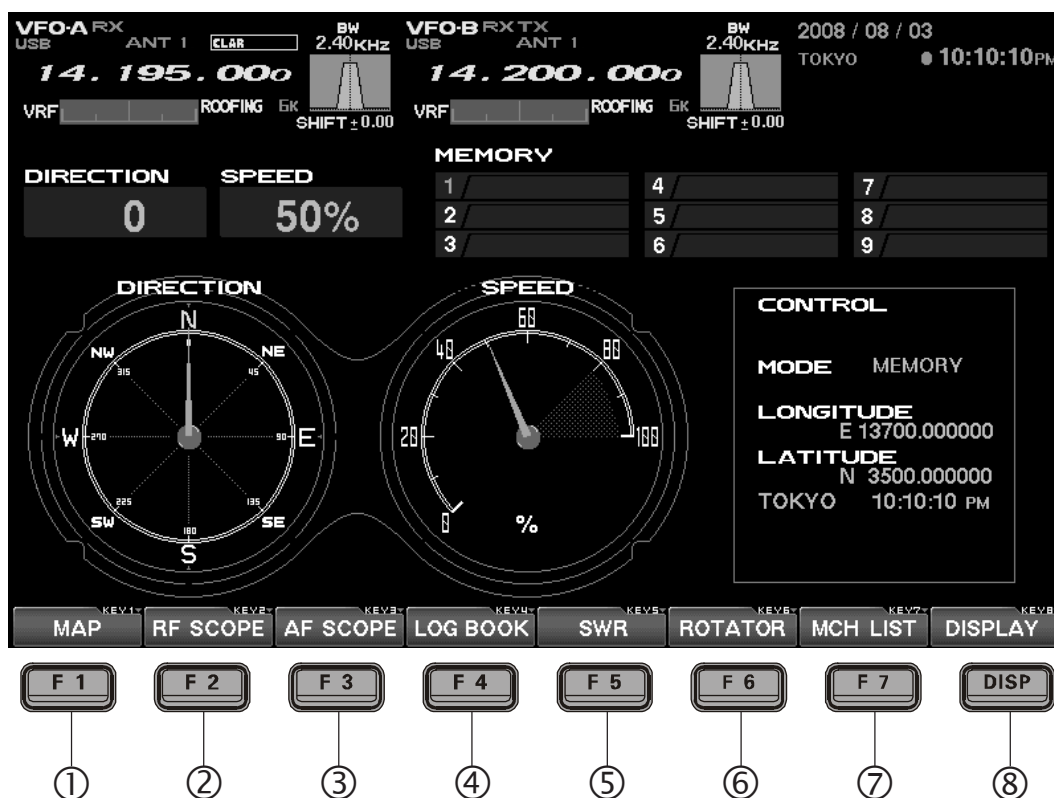 VFO-A RX BW
USB ANT 1 CLAR 2.40KHZ
14. 195. 000
VRF ROOFING 6K
SHIFT ± 0.00
VFO-B RX TX BW
USB ANT 1 2.40KHZ
14. 200. 000
VRF ROOFING 6K
SHIFT ± 0.00
2008 / 08 / 03
TOKYO 10:10:10PM
DIRECTION SPEED
0 50%
MEMORY
1 4 7
2 5 8
3 6 9
DIRECTION
N
NW NE
315 45
W 270 90 E
225 135
SW 180 SE
S
SPEED
60
40 80
20 100
0 %
CONTROL
MODE MEMORY
LONGITUDE
E 13700.000000
LATITUDE
N 3500.000000
TOKYO 10:10:10 PM
KEY1 KEY2 KEY3 KEY4 KEY5 KEY6 KEY7 KEY8
MAP RF SCOPE AF SCOPE LOG BOOK SWR ROTATOR MCH LIST DISPLAY
F 1 F 2 F 3 F 4 F 5 F 6 F 7 DISP
① ② ③ ④ ⑤ ⑥ ⑦ ⑧